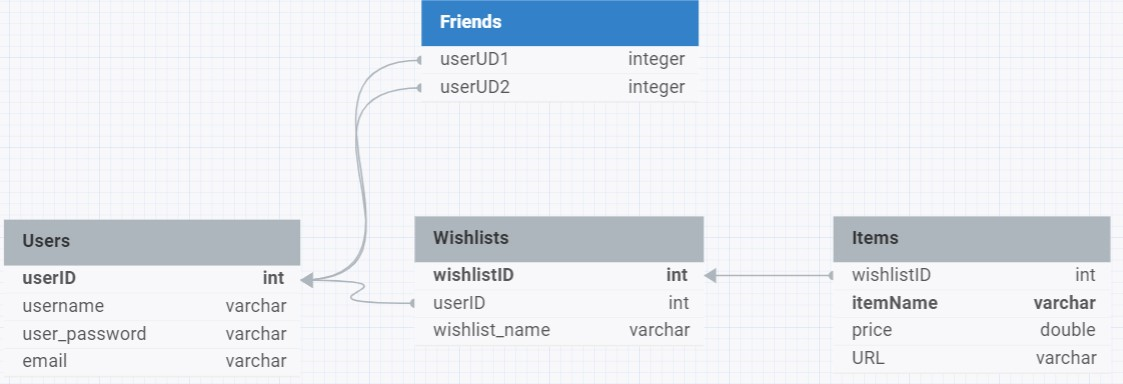 Friends
userUD1 integer
userUD2 integer
Users
userID int
username varchar
user_password varchar
email varchar
Wishlists
wishlistID int
userID int
wishlist_name varchar
Items
wishlistID int
itemName varchar
price double
URL varchar